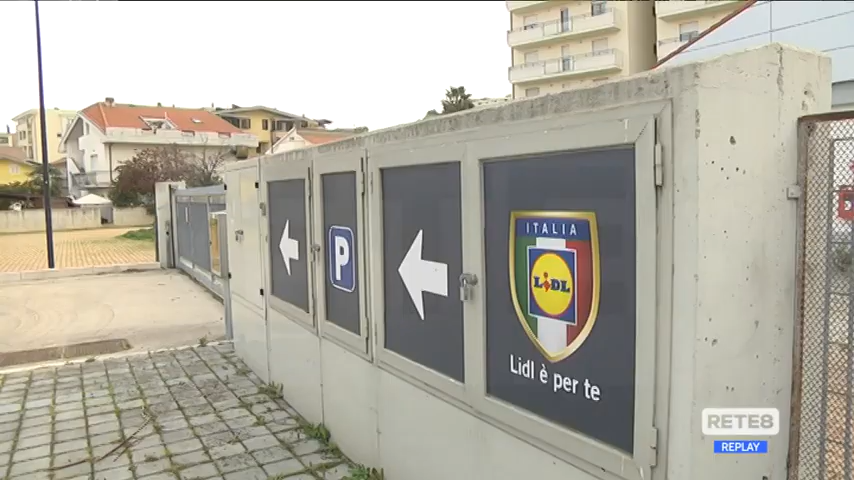 P
ITALIA
LIDL
Lidl è per te
RETE8
REPLAY